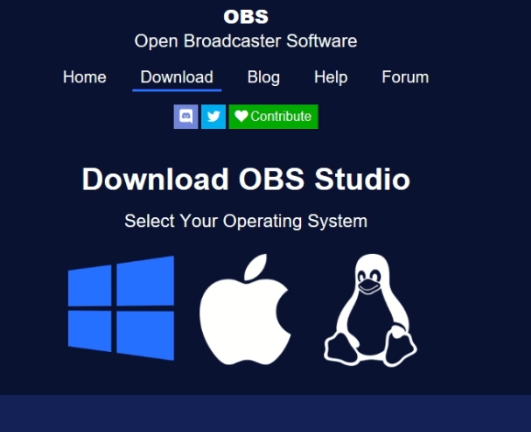 OBS
Open Broadcaster Software
Home Download Blog Help Forum
Contribute
Download OBS Studio
Select Your Operating System